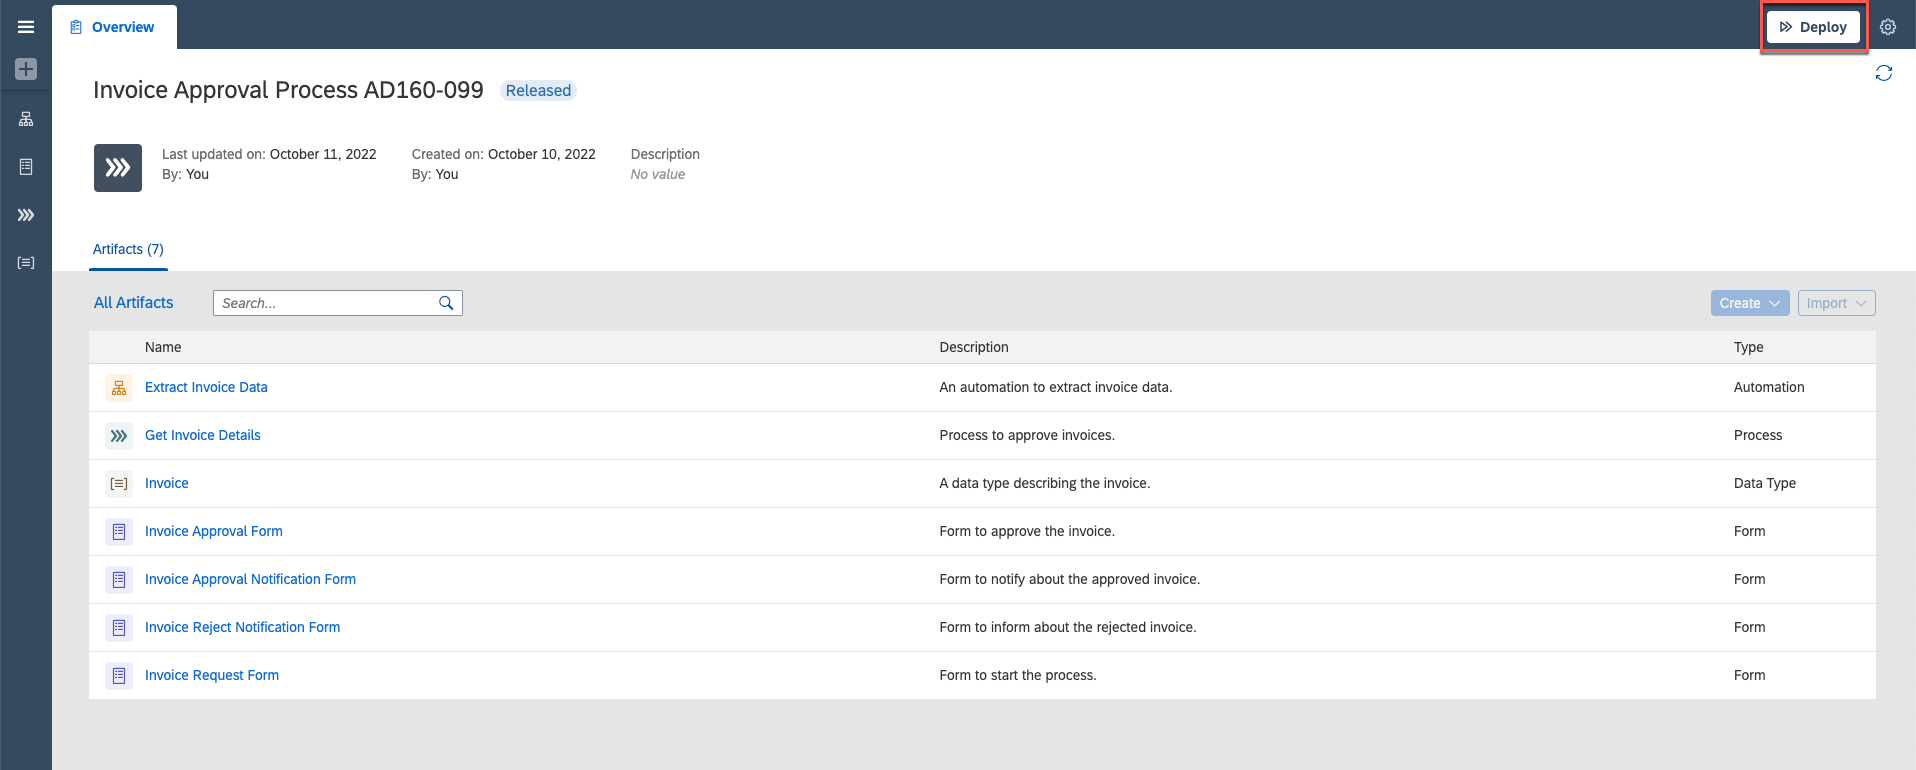 Overview
Deploy
Invoice Approval Process AD160-099 Released
Last updated on: October 11, 2022 Created on: October 10, 2022 Description
By: You By: You No value
Artifacts (7)
All Artifacts Search... Create Import
Name Description Type
Extract Invoice Data An automation to extract invoice data. Automation
Get Invoice Details Process to approve invoices. Process
Invoice A data type describing the invoice. Data Type
Invoice Approval Form Form to approve the invoice. Form
Invoice Approval Notification Form Form to notify about the approved invoice. Form
Invoice Reject Notification Form Form to inform about the rejected invoice. Form
Invoice Request Form Form to start the process. Form